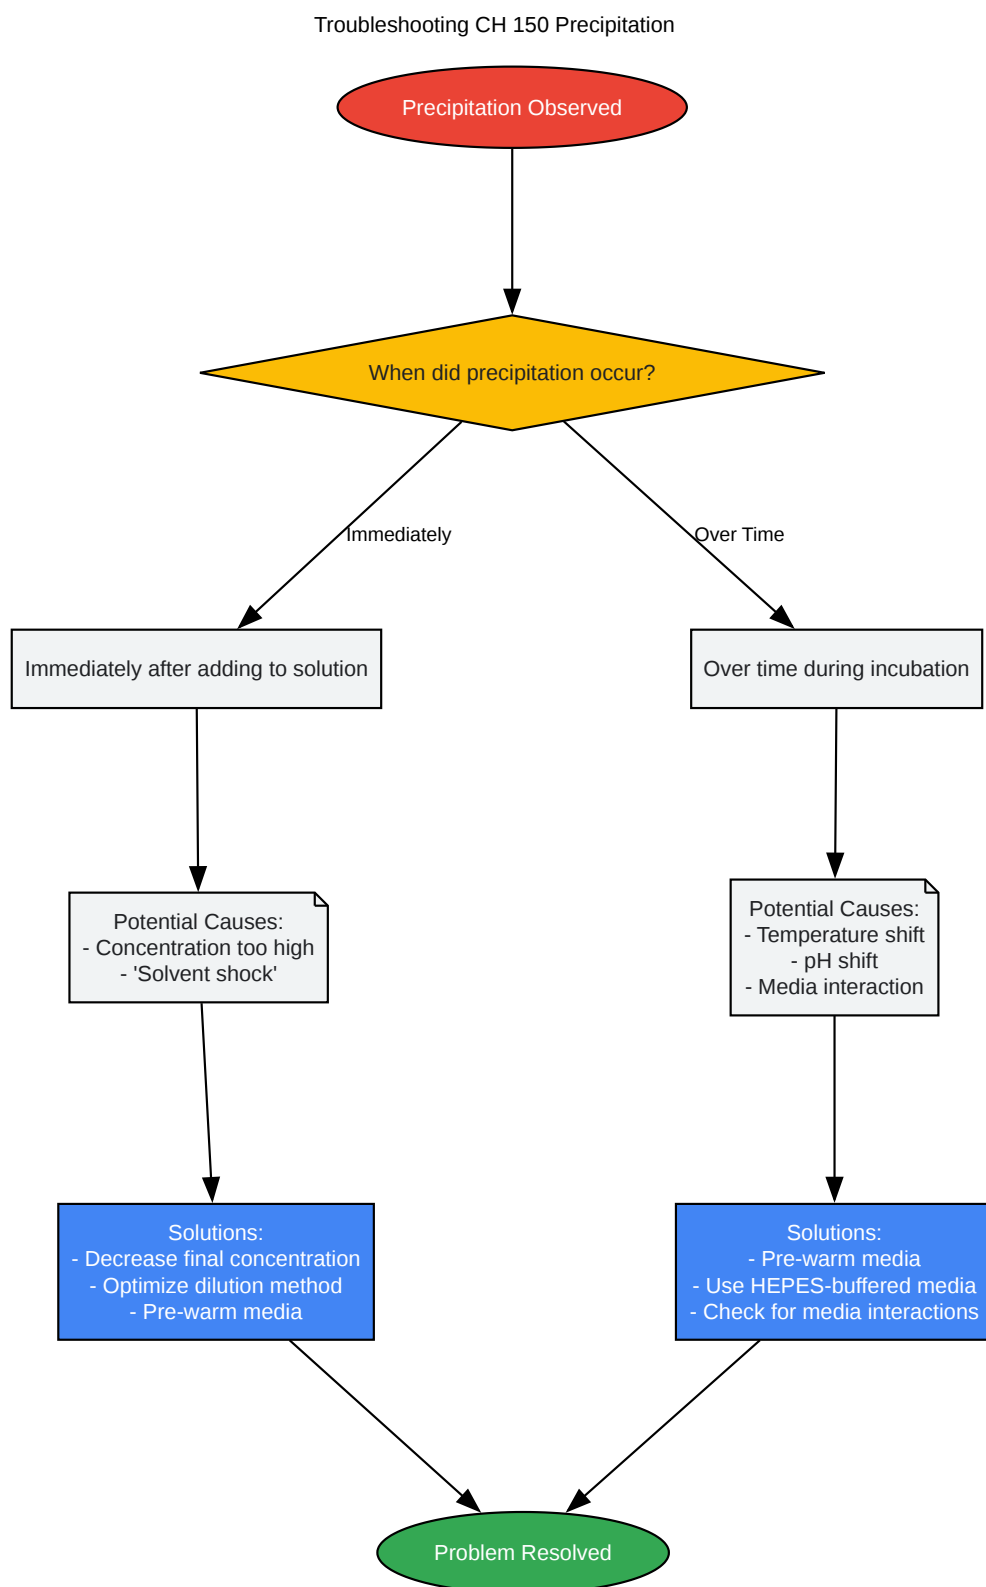 Troubleshooting CH 150 Precipitation
Precipitation Observed
When did precipitation occur?
Immediately
Over Time
Immediately after adding to solution
Over time during incubation
Potential Causes:
- Concentration too high
- 'Solvent shock'
Potential Causes:
- Temperature shift
- pH shift
- Media interaction
Solutions:
- Decrease final concentration
- Optimize dilution method
- Pre-warm media
Solutions:
- Pre-warm media
- Use HEPES-buffered media
- Check for media interactions
Problem Resolved